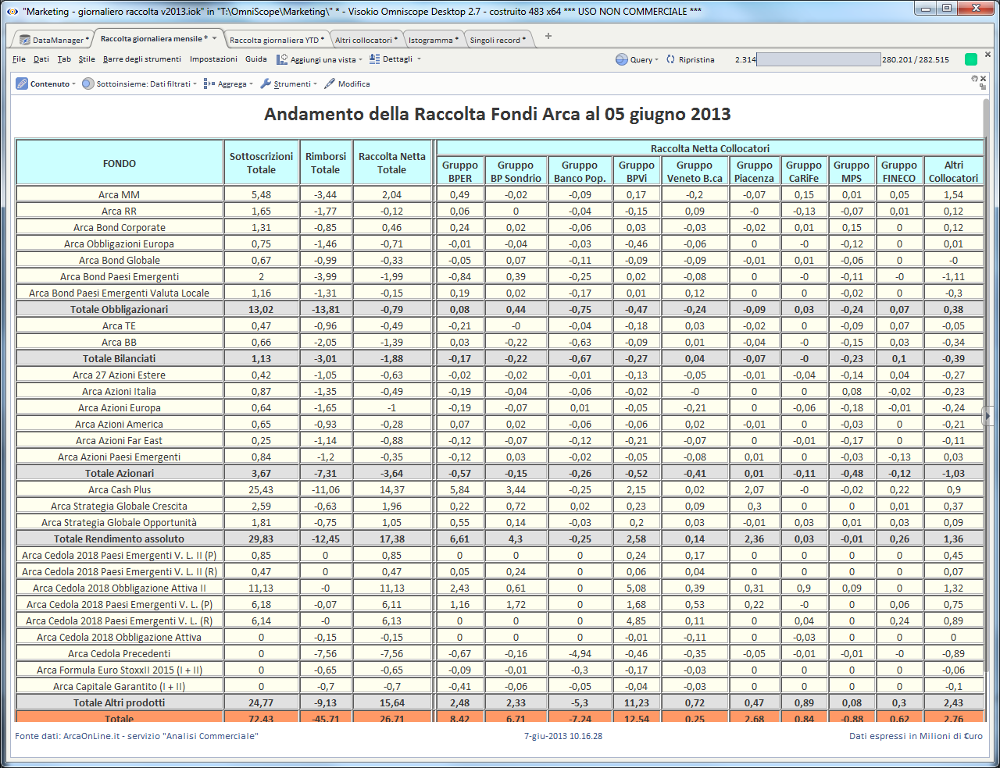 "Marketing - giornaliero raccolta v2013.iok" in "T:\OmniScope\Marketing\" * - Visokio Omniscope Desktop 2.7 - costruito 483 x64 *** USO NON COMMERCIALE ***
DataManager * Raccolta giornaliera mensile * Raccolta giornaliera YTD * Altri collocatori * Istogramma * Singoli record * +
File Dati Tab Stile Barre degli strumenti Impostazioni Guida Aggiungi una vista Dettagli Query Ripristina 2.314 280.201 / 282.515
Contenuto Sottoinsieme: Dati filtrati Aggrega Strumenti Modifica
Andamento della Raccolta Fondi Arca al 05 giugno 2013
FONDO Sottoscrizioni Totale Rimborsi Totale Raccolta Netta Totale Raccolta Netta Collocatori
Gruppo BPER Gruppo BP Sondrio Gruppo Banco Pop. Gruppo BPVi Gruppo Veneto B.ca Gruppo Piacenza Gruppo CaRiFe Gruppo MPS Gruppo FINECO Altri Collocatori
Arca MM 5,48 -3,44 2,04 0,49 -0,02 -0,09 0,17 -0,2 -0,07 0,15 0,01 0,05 1,54
Arca RR 1,65 -1,77 -0,12 0,06 0 -0,04 -0,15 0,09 -0 -0,13 -0,07 0,01 0,12
Arca Bond Corporate 1,31 -0,85 0,46 0,24 0,02 -0,06 0,03 -0,03 -0,02 0,01 0,15 0 0,12
Arca Obbligazioni Europa 0,75 -1,46 -0,71 -0,01 -0,04 -0,03 -0,46 -0,06 0 -0 -0,12 0 0,01
Arca Bond Globale 0,67 -0,99 -0,33 -0,05 0,07 -0,11 -0,09 -0,09 -0,01 0,01 -0,06 0 -0
Arca Bond Paesi Emergenti 2 -3,99 -1,99 -0,84 0,39 -0,25 0,02 -0,08 0 -0 -0,11 -0 -1,11
Arca Bond Paesi Emergenti Valuta Locale 1,16 -1,31 -0,15 0,19 0,02 -0,17 0,01 0,12 0 0 -0,02 0 -0,3
Totale Obbligazionari 13,02 -13,81 -0,79 0,08 0,44 -0,75 -0,47 -0,24 -0,09 0,03 -0,24 0,07 0,38
Arca TE 0,47 -0,96 -0,49 -0,21 -0 -0,04 -0,18 0,03 -0,02 0 -0,09 0,07 -0,05
Arca BB 0,66 -2,05 -1,39 0,03 -0,22 -0,63 -0,09 0,01 -0,04 -0 -0,15 0,03 -0,34
Totale Bilanciati 1,13 -3,01 -1,88 -0,17 -0,22 -0,67 -0,27 0,04 -0,07 -0 -0,23 0,1 -0,39
Arca 27 Azioni Estere 0,42 -1,05 -0,63 -0,02 -0,02 -0,01 -0,13 -0,05 -0,01 -0,04 -0,14 0,04 -0,27
Arca Azioni Italia 0,87 -1,35 -0,49 -0,19 -0,04 -0,06 -0,02 -0 0 0 0,08 -0,02 -0,23
Arca Azioni Europa 0,64 -1,65 -1 -0,19 -0,07 0,01 -0,05 -0,21 0 -0,06 -0,18 -0,01 -0,24
Arca Azioni America 0,65 -0,93 -0,28 0,07 0,02 -0,06 -0,06 0,02 -0,01 0 -0,03 0 -0,21
Arca Azioni Far East 0,25 -1,14 -0,88 -0,12 -0,07 -0,12 -0,21 -0,07 0 -0,01 -0,17 0 -0,11
Arca Azioni Paesi Emergenti 0,84 -1,2 -0,35 -0,12 0,03 -0,02 -0,05 -0,08 0,01 0 -0,03 -0,13 0,03
Totale Azionari 3,67 -7,31 -3,64 -0,57 -0,15 -0,26 -0,52 -0,41 0,01 -0,11 -0,48 -0,12 -1,03
Arca Cash Plus 25,43 -11,06 14,37 5,84 3,44 -0,25 2,15 0,02 2,07 -0 -0,02 0,22 0,9
Arca Strategia Globale Crescita 2,59 -0,63 1,96 0,22 0,72 0,02 0,23 0,09 0,3 0 0 0,01 0,37
Arca Strategia Globale Opportunità 1,81 -0,75 1,05 0,55 0,14 -0,03 0,2 0,03 -0,01 0,03 0,01 0,03 0,09
Totale Rendimento assoluto 29,83 -12,45 17,38 6,61 4,3 -0,25 2,58 0,14 2,36 0,03 -0,01 0,26 1,36
Arca Cedola 2018 Paesi Emergenti V. L. II (P) 0,85 0 0,85 0 0 0 0,24 0,17 0 0 0 0 0,45
Arca Cedola 2018 Paesi Emergenti V. L. II (R) 0,47 0 0,47 0,05 0,24 0 0,06 0,04 0 0 0 0 0,07
Arca Cedola 2018 Obbligazione Attiva II 11,13 -0 11,13 2,43 0,61 0 5,08 0,39 0,31 0,9 0,09 0 1,32
Arca Cedola 2018 Paesi Emergenti V. L. (P) 6,18 -0,07 6,11 1,16 1,72 0 1,68 0,53 0,22 -0 0 0,06 0,75
Arca Cedola 2018 Paesi Emergenti V. L. (R) 6,14 -0 6,13 0 0 0 4,85 0,11 0 0,04 0 0,24 0,89
Arca Cedola 2018 Obbligazione Attiva 0 -0,15 -0,15 0 0 0 -0,01 -0,11 0 -0,03 0 0 0
Arca Cedola Precedenti 0 -7,56 -7,56 -0,67 -0,16 -4,94 -0,46 -0,35 -0,05 -0,01 -0,01 -0 -0,89
Arca Formula Euro StoxxII 2015 (I + II) 0 -0,65 -0,65 -0,09 -0,01 -0,3 -0,17 -0,03 0 0 0 0 -0,06
Arca Capitale Garantito (I + II) 0 -0,7 -0,7 -0,41 -0,06 -0,05 -0,04 -0,03 0 0 0 0 -0,1
Totale Altri prodotti 24,77 -9,13 15,64 2,48 2,33 -5,3 11,23 0,72 0,47 0,89 0,08 0,3 2,43
Totale 72,43 -45,71 26,71 8,42 6,71 -7,24 12,54 0,25 2,68 0,84 -0,88 0,62 2,76
Fonte dati: ArcaOnLine.it - servizio "Analisi Commerciale" 7-giu-2013 10.16.28 Dati espressi in Milioni di €uro